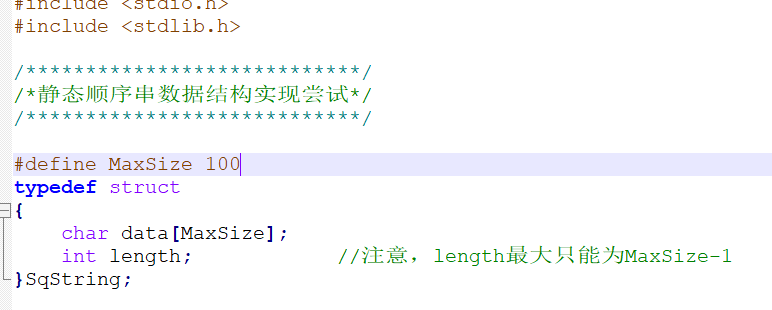 #include <stdio.h>
#include <stdlib.h>
/****************************/
/*静态顺序串数据结构实现尝试*/
/****************************/
#define MaxSize 100
typedef struct
{
char data[MaxSize];
int length; //注意，length最大只能为MaxSize-1
}SqString;